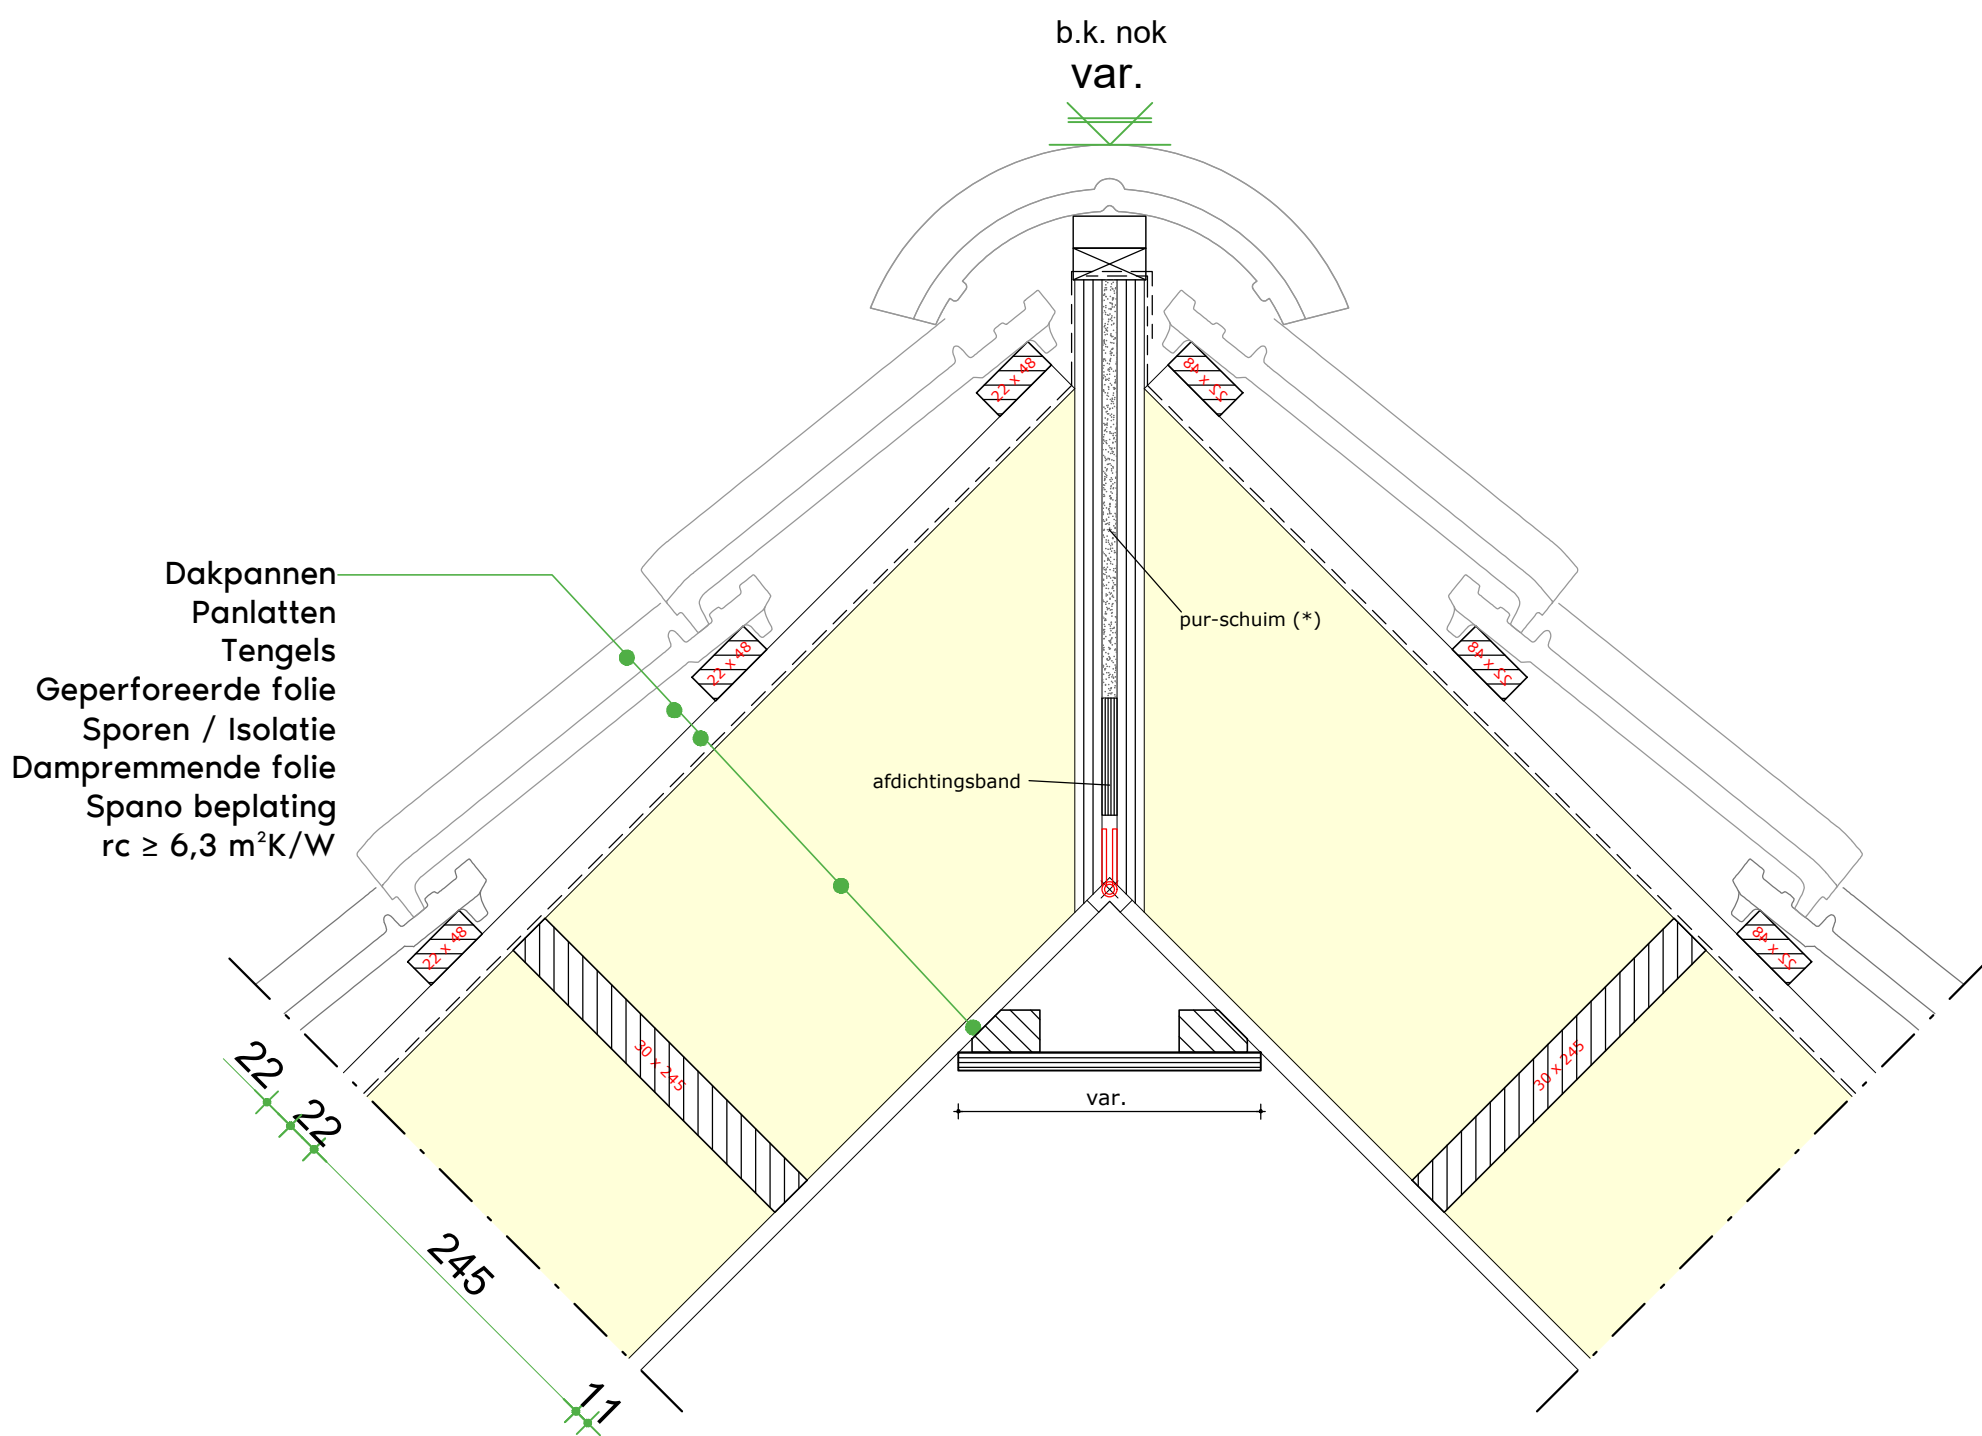 b.k. nok
var.
22 x 48
22 x 48
Dakpannen
Panlatten
Tengels
Geperforeerde folie
Sporen / Isolatie
Dampremmende folie
Spano beplating
rc ≥ 6,3 m²K/W
pur-schuim (*)
22 x 48
22 x 48
afdichtingsband
22 x 48
22 x 48
30 x 245
30 x 245
var.
22
22
245
11